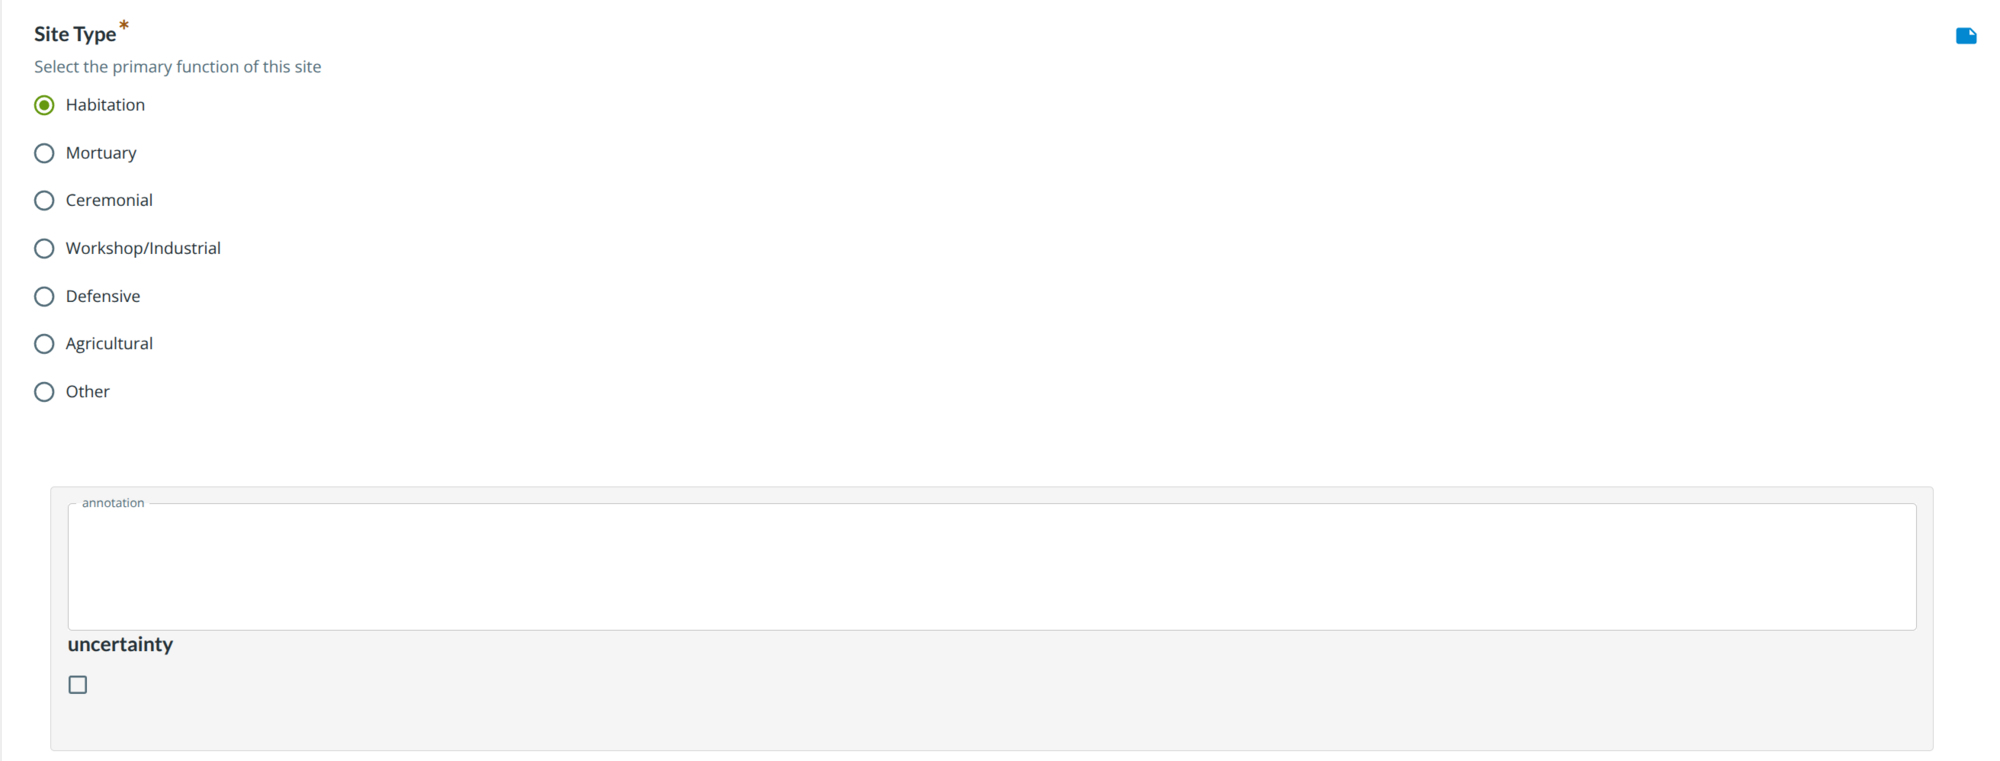 Site Type*
Select the primary function of this site
Habitation
Mortuary
Ceremonial
Workshop/Industrial
Defensive
Agricultural
Other
annotation
uncertainty